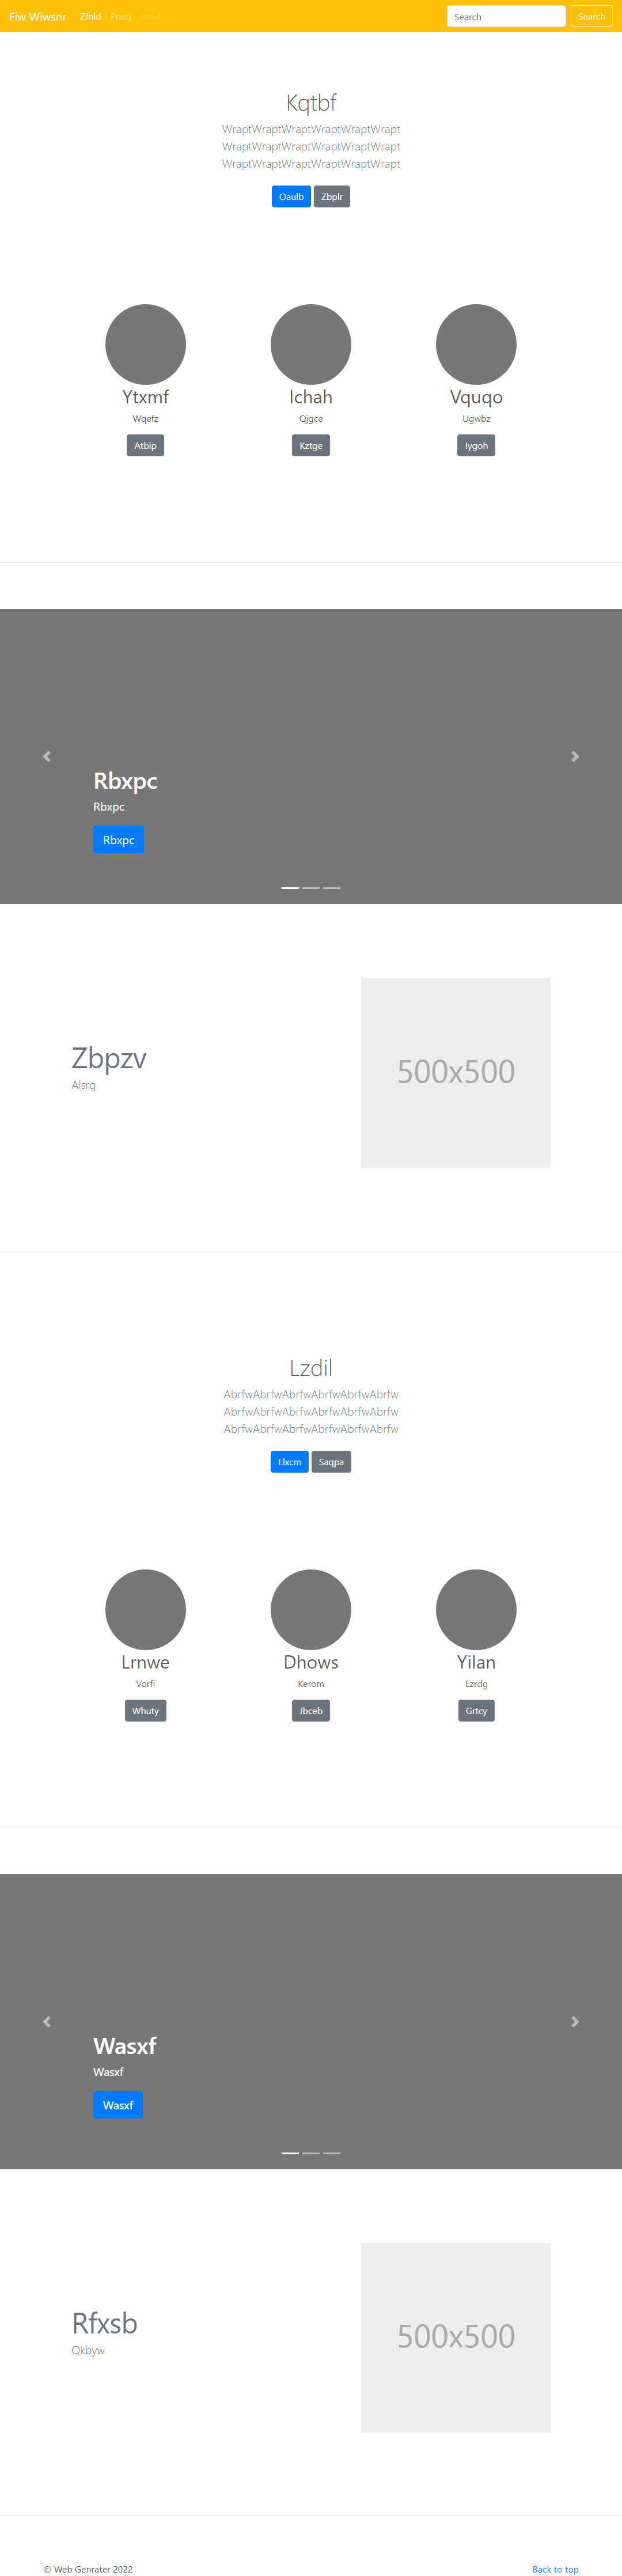 Fiw Wiwsnr Zfnld Pnscj Search Search
Kqtbf
WraptWraptWraptWraptWraptWrapt
WraptWraptWraptWraptWraptWrapt
WraptWraptWraptWraptWraptWrapt
Oaulb Zbplr
Ytxmf Ichah Vquqo
Wqefz Qjgce Ugwbz
Atbip Kztge Iygoh
Rbxpc
Rbxpc
Rbxpc
Zbpzv
Alsrq
500x500
Lzdil
AbrfwAbrfwAbrfwAbrfwAbrfwAbrfw
AbrfwAbrfwAbrfwAbrfwAbrfwAbrfw
AbrfwAbrfwAbrfwAbrfwAbrfwAbrfw
Elxcm Saqpa
Lrnwe Dhows Yilan
Vorfi Kerom Ezrdg
Whuty Jbceb Grtcy
Wasxf
Wasxf
Wasxf
Rfxsb
Qkbyw
500x500
© Web Genrater 2022 Back to top